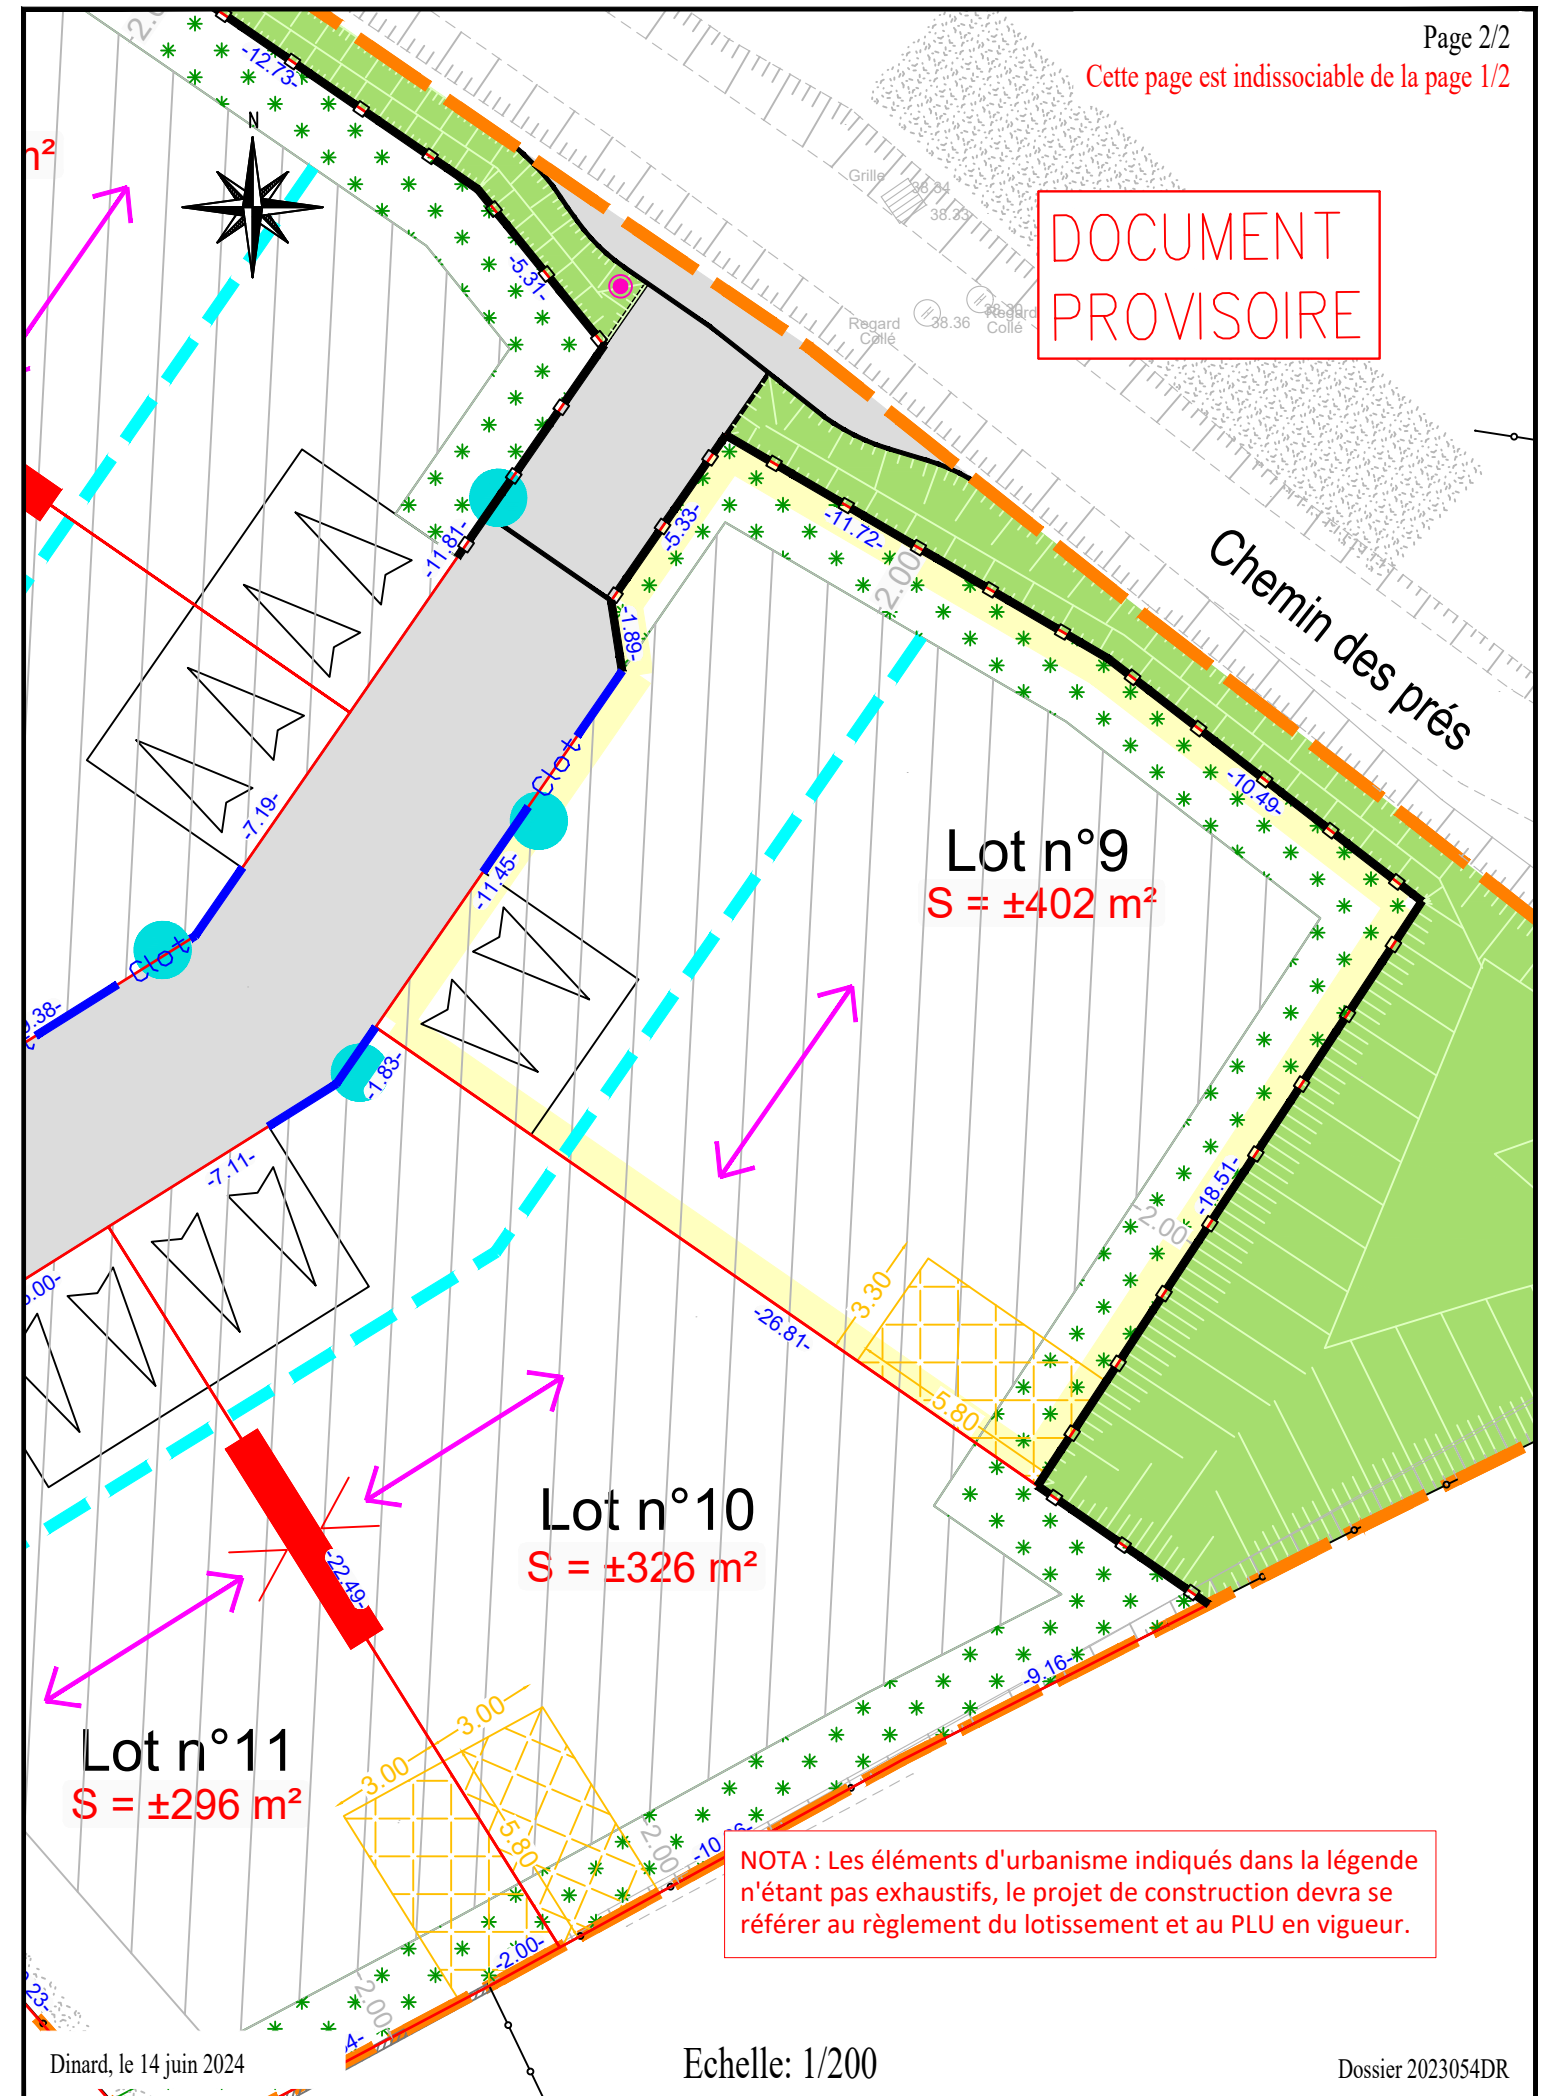 Page 2/2
Cette page est indissociable de la page 1/2
-12.73-
N
m²
Grille
38.34
38.33
DOCUMENT
PROVISOIRE
-5.31-
38.36
Regard
Collé
Regard
Collé
-11.81-
-5.33-
-11.72-
2.00
Chemin des prés
-1.89-
Clot
-7.19-
-10.49-
-11.45-
Lot n°9
S = ±402 m²
Clot
.38-
-1.83-
-7.11-
-18.51-
-2.00-
.00-
3.30
-26.81-
-5.80-
Lot n°10
S = ±326 m²
-22.49-
-9.16-
3.00
3.00
Lot n°11
S = ±296 m²
-5.80-
-2.00-
-10.
NOTA : Les éléments d'urbanisme indiqués dans la légende
n'étant pas exhaustifs, le projet de construction devra se
référer au règlement du lotissement et au PLU en vigueur.
-2.00-
-2.00-
.23-
4-
Dinard, le 14 juin 2024
Echelle: 1/200
Dossier 2023054DR